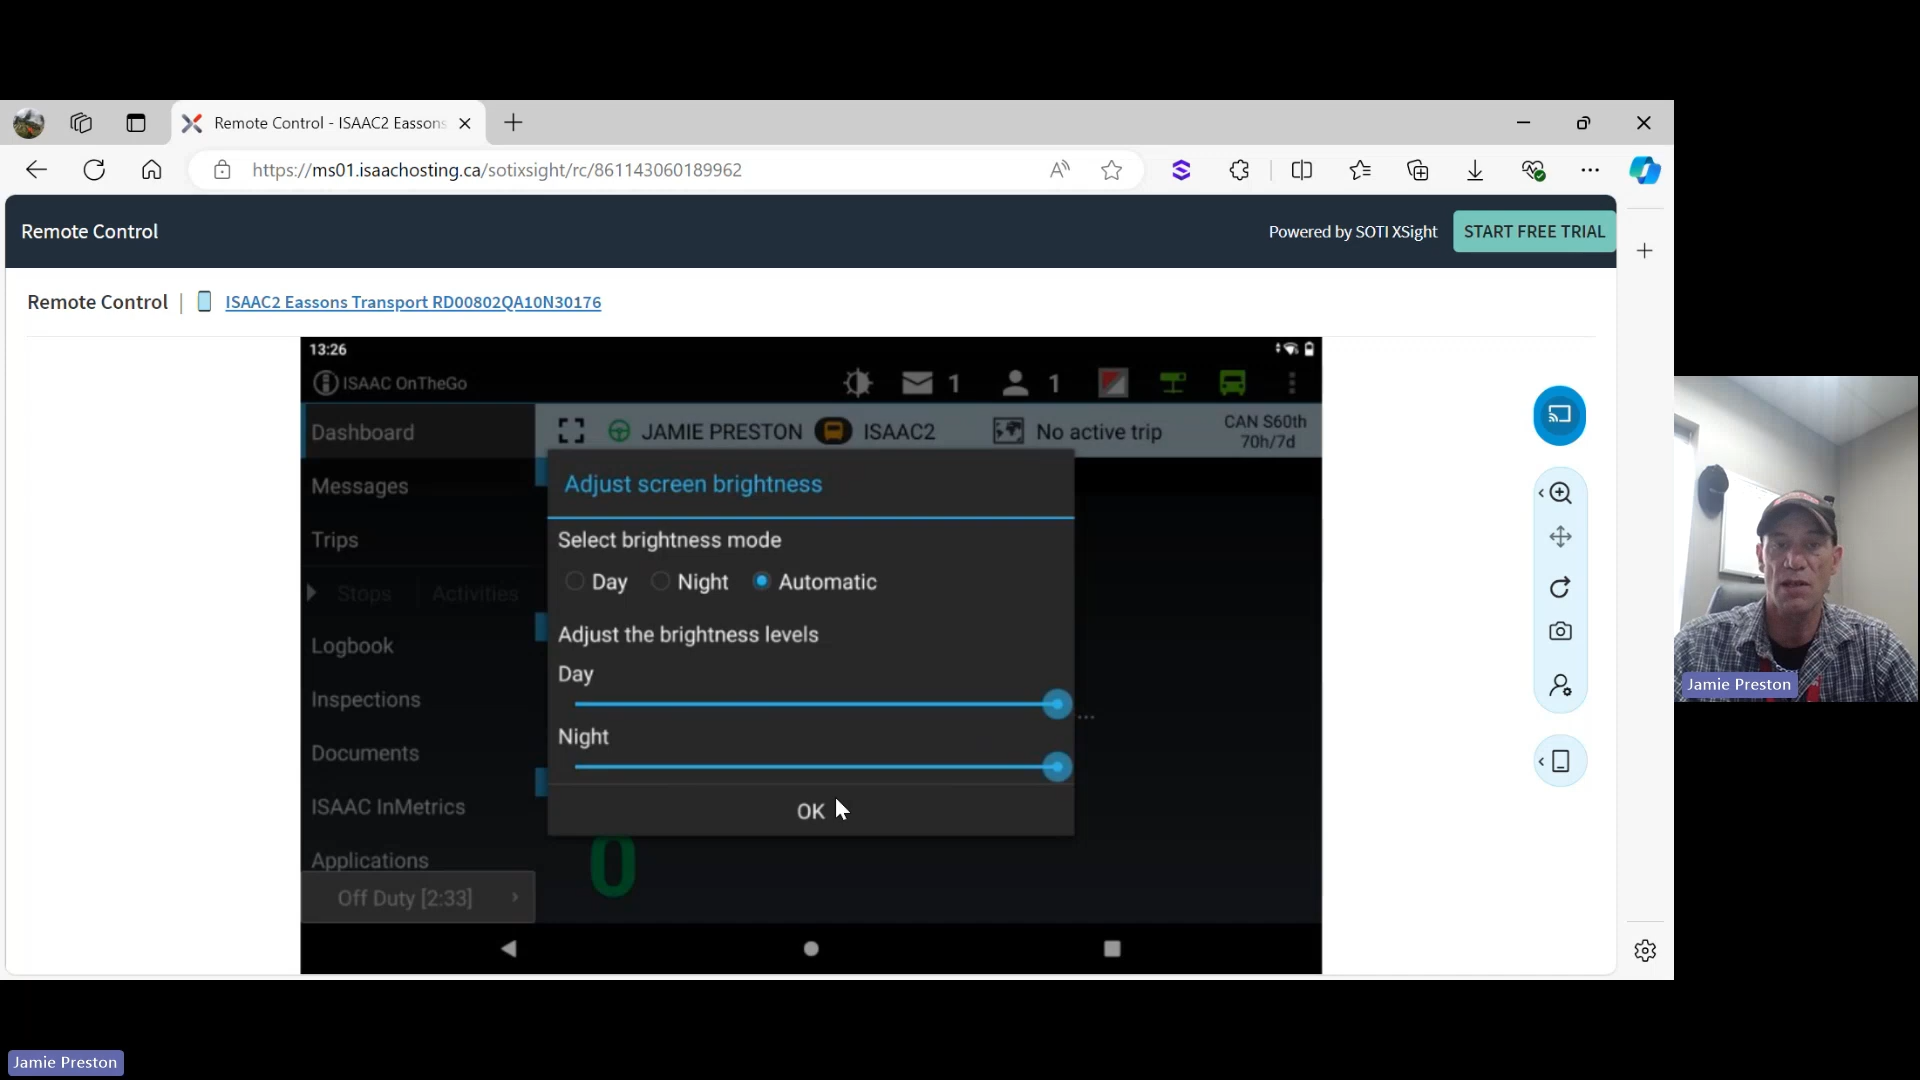 Remote Control - ISAAC2 Eassons
https://ms01.isaachosting.ca/sotixsight/rc/861143060189962
Remote Control
Powered by SOTI XSight
START FREE TRIAL
Remote Control | ISAAC2 Eassons Transport RD00802QA10N30176
13:26
ISAAC OnTheGo
1
1
Dashboard
JAMIE PRESTON
ISAAC2
No active trip
CAN S60th
70h/7d
Messages
Trips
Stops
Activities
Logbook
Inspections
Documents
ISAAC InMetrics
Applications
Off Duty [2:33]
Adjust screen brightness
Select brightness mode
Day
Night
Automatic
Adjust the brightness levels
Day
...
Night
OK
0
Jamie Preston
Jamie Preston